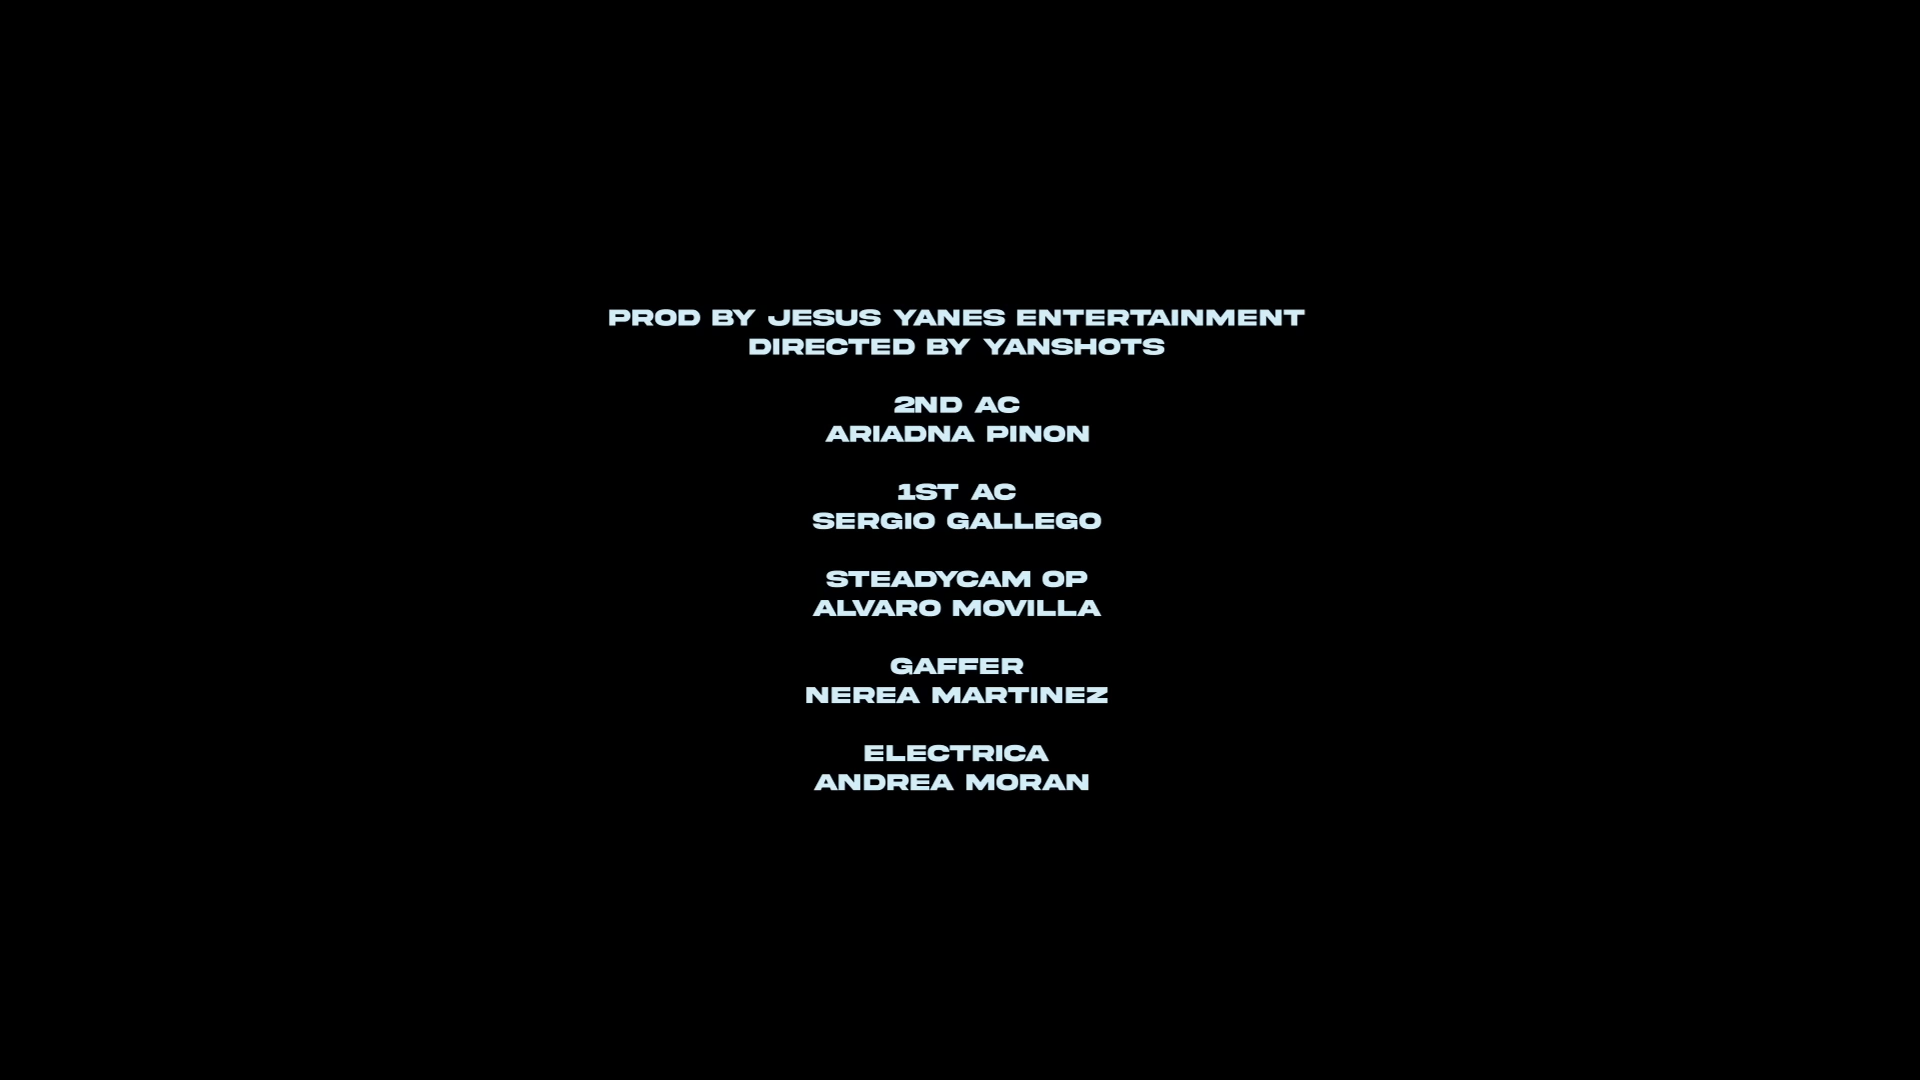 PROD BY JESUS YANES ENTERTAINMENT
DIRECTED BY YANSHOTS
2ND AC
ARIADNA PINON
1ST AC
SERGIO GALLEGO
STEADYCAM OP
ALVARO MOVILLA
GAFFER
NEREA MARTINEZ
ELECTRICA
ANDREA MORAN